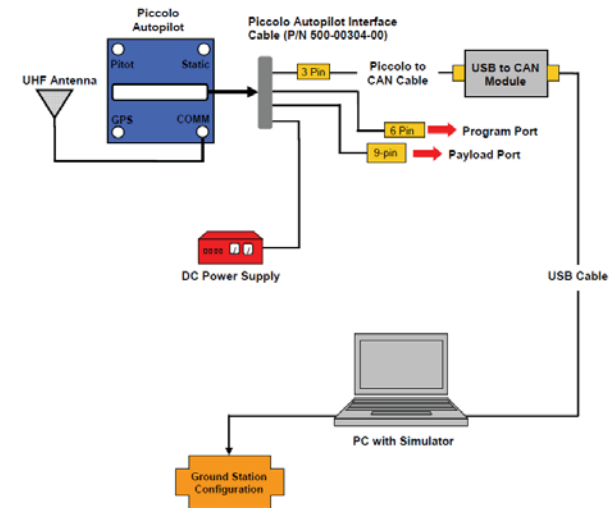 Piccolo
Autopilot
Piccolo Autopilot Interface
Cable (P/N 500-00304-00)
Pitot
Static
GPS
COMM
UHF Antenna
3 Pin
Piccolo to
CAN Cable
USB to CAN
Module
6 Pin
Program Port
9-pin
Payload Port
DC Power Supply
USB Cable
PC with Simulator
Ground Station
Configuration